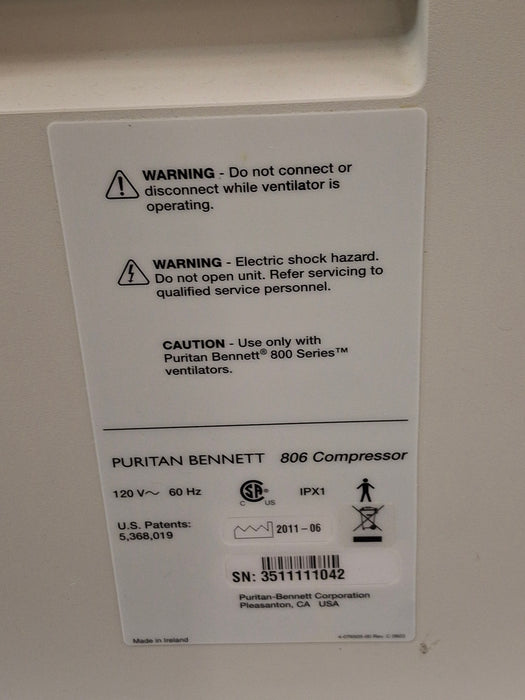 WARNING - Do not connect or
disconnect while ventilator is
operating.
WARNING - Electric shock hazard.
Do not open unit. Refer servicing to
qualified service personnel.
CAUTION - Use only with
Puritan Bennett® 800 Series™
ventilators.
PURITAN BENNETT 806 Compressor
120 V~ 60 Hz
C SA® US
IPX1
U.S. Patents:
5,368,019
2011-06
SN: 3511111042
Puritan-Bennett Corporation
Pleasanton, CA USA
Made in Ireland